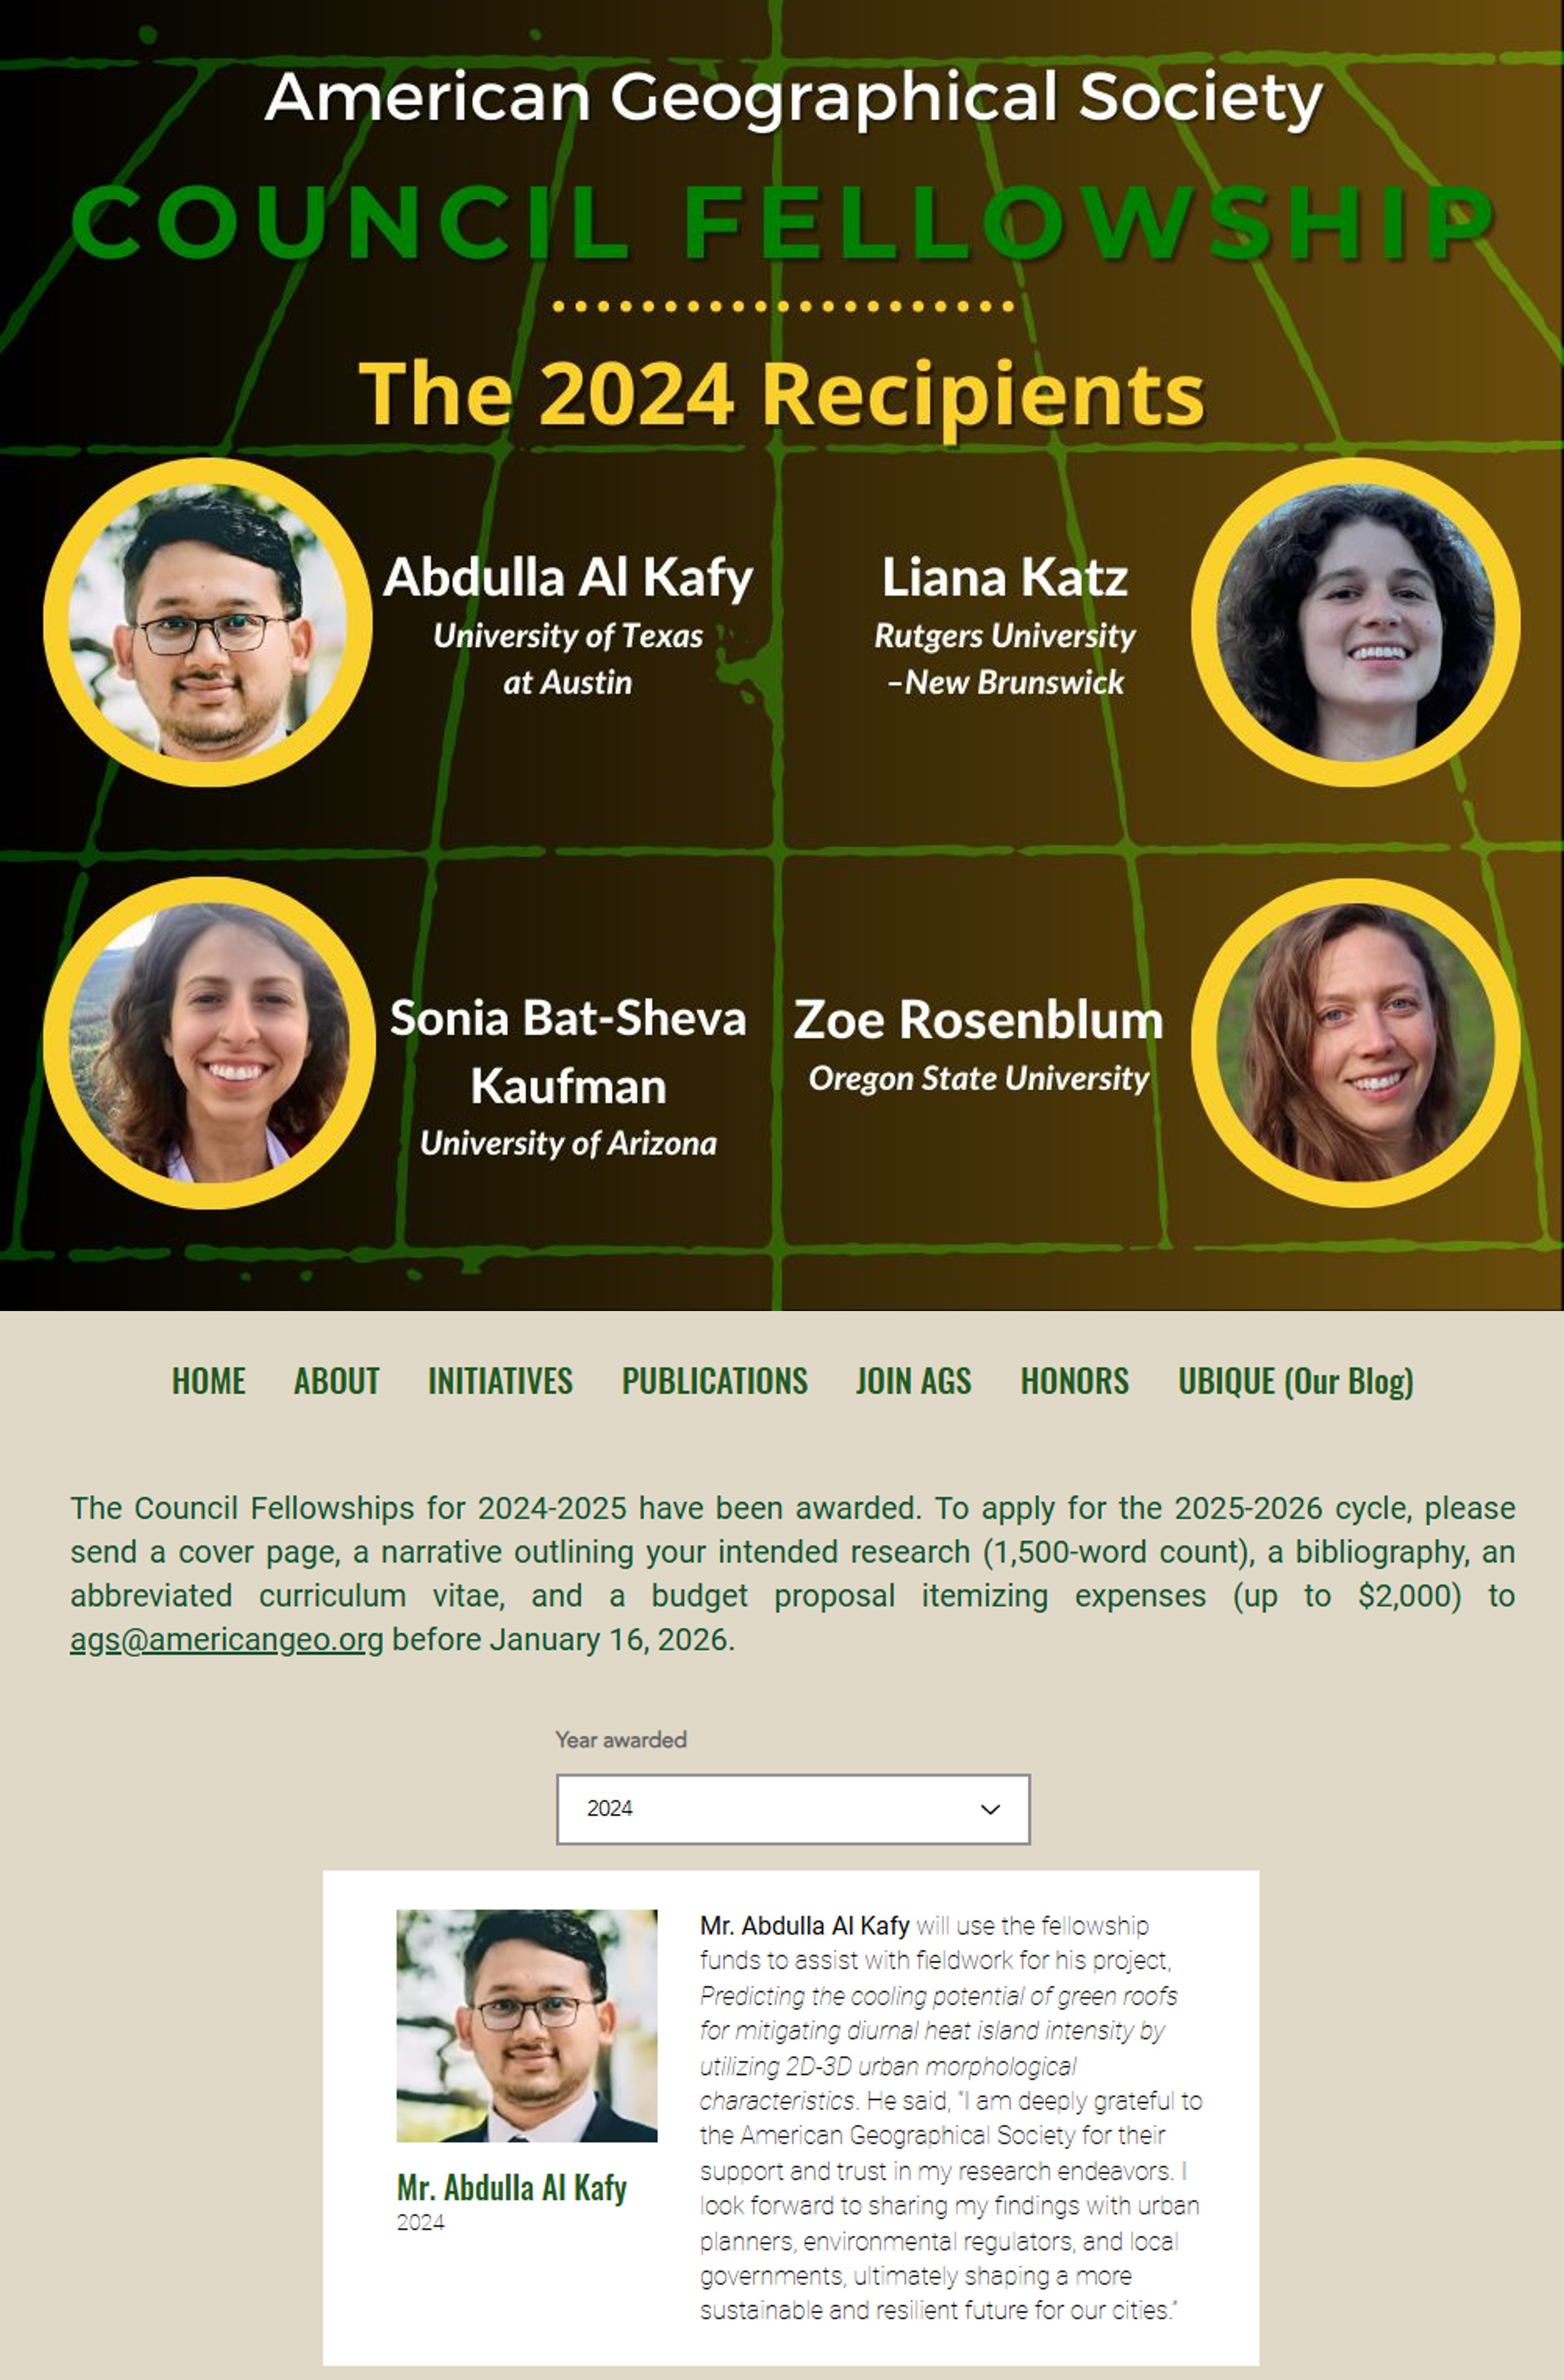 American Geographical Society
COUNCIL FELLOWSHIP
The 2024 Recipients
Abdulla Al Kafy
University of Texas
at Austin
Liana Katz
Rutgers University
–New Brunswick
Sonia Bat-Sheva
Kaufman
University of Arizona
Zoe Rosenblum
Oregon State University
HOME ABOUT INITIATIVES PUBLICATIONS JOIN AGS HONORS UBIQUE (Our Blog)
The Council Fellowships for 2024-2025 have been awarded. To apply for the 2025-2026 cycle, please
send a cover page, a narrative outlining your intended research (1,500-word count), a bibliography, an
abbreviated curriculum vitae, and a budget proposal itemizing expenses (up to $2,000) to
ags@americangeo.org before January 16, 2026.
Year awarded
2024
Mr. Abdulla Al Kafy
2024
Mr. Abdulla Al Kafy will use the fellowship
funds to assist with fieldwork for his project,
Predicting the cooling potential of green roofs
for mitigating diurnal heat island intensity by
utilizing 2D-3D urban morphological
characteristics. He said, "I am deeply grateful to
the American Geographical Society for their
support and trust in my research endeavors. I
look forward to sharing my findings with urban
planners, environmental regulators, and local
governments, ultimately shaping a more
sustainable and resilient future for our cities."